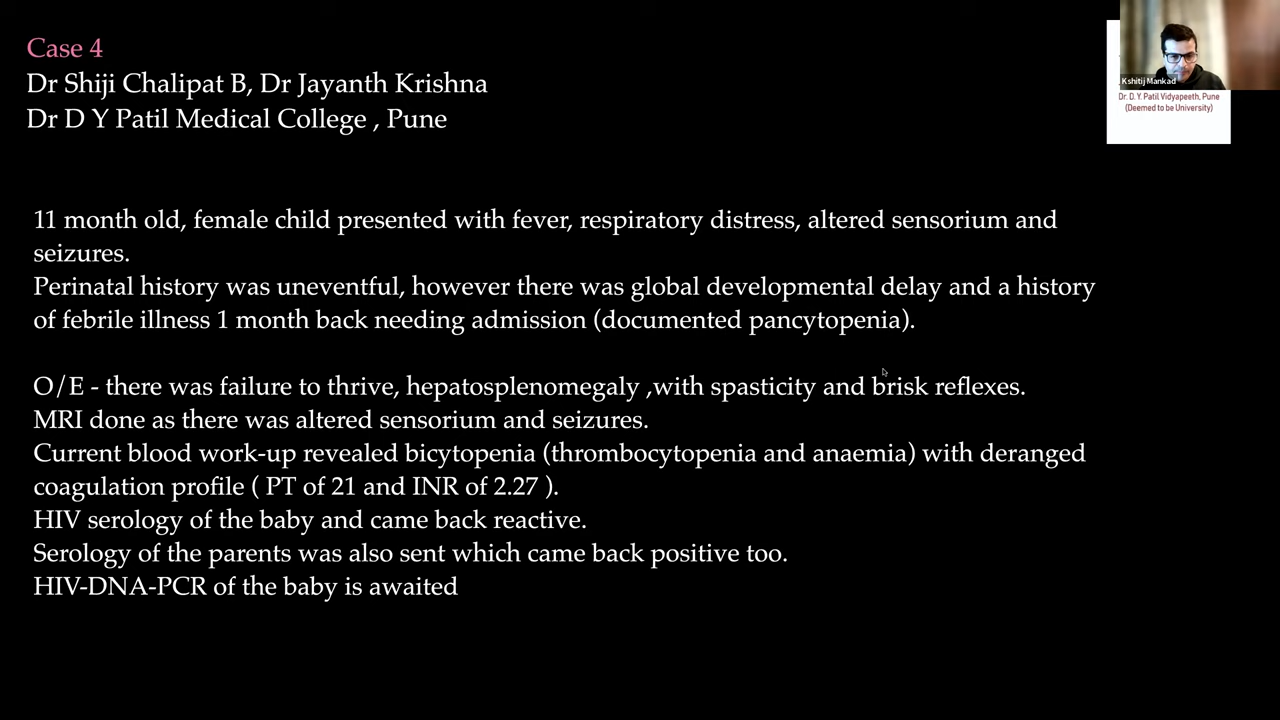 Case 4
Dr Shiji Chalipat B, Dr Jayanth Krishna
Dr D Y Patil Medical College , Pune
Kshitij Mankad
Dr. D. Y. Patil Vidyapeeth, Pune
(Deemed to be University)
11 month old, female child presented with fever, respiratory distress, altered sensorium and
seizures.
Perinatal history was uneventful, however there was global developmental delay and a history
of febrile illness 1 month back needing admission (documented pancytopenia).
O/E - there was failure to thrive, hepatosplenomegaly ,with spasticity and brisk reflexes.
MRI done as there was altered sensorium and seizures.
Current blood work-up revealed bicytopenia (thrombocytopenia and anaemia) with deranged
coagulation profile ( PT of 21 and INR of 2.27 ).
HIV serology of the baby and came back reactive.
Serology of the parents was also sent which came back positive too.
HIV-DNA-PCR of the baby is awaited